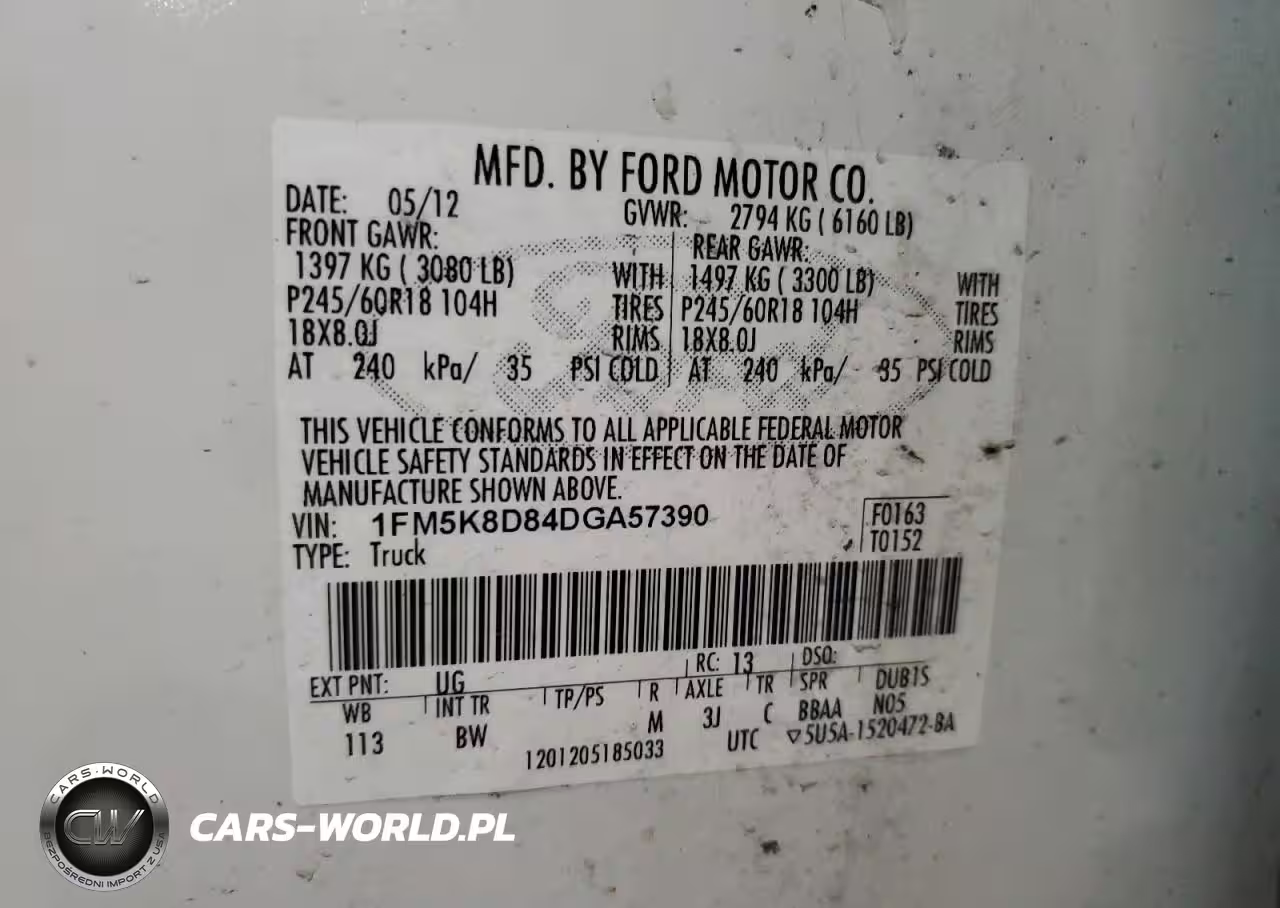 MFD. BY FORD MOTOR CO.
DATE: 05/12 GVWR: 2794 KG ( 6160 LB)
FRONT GAWR: REAR GAWR:
1397 KG ( 3080 LB) WITH 1497 KG ( 3300 LB) WITH
P245/60R18 104H TIRES P245/60R18 104H TIRES
18X8.0J RIMS 18X8.0J RIMS
AT 240 kPa/ 35 PSI COLD AT 240 kPa/ 35 PSI COLD
THIS VEHICLE CONFORMS TO ALL APPLICABLE FEDERAL MOTOR
VEHICLE SAFETY STANDARDS IN EFFECT ON THE DATE OF
MANUFACTURE SHOWN ABOVE.
VIN: 1FM5K8D84DGA57390 F0163
TYPE: Truck T0152
EXT PNT: UG RC: 13 DSO:
WB INT TR TP/PS R AXLE TR SPR DUB1S
113 BW M 3J C BBAA N05
1201205185033 UTC ▽5U5A-1520472-BA
CARS-WORLD
CW
BEZPOŚREDNI IMPORT Z USA
CARS-WORLD.PL